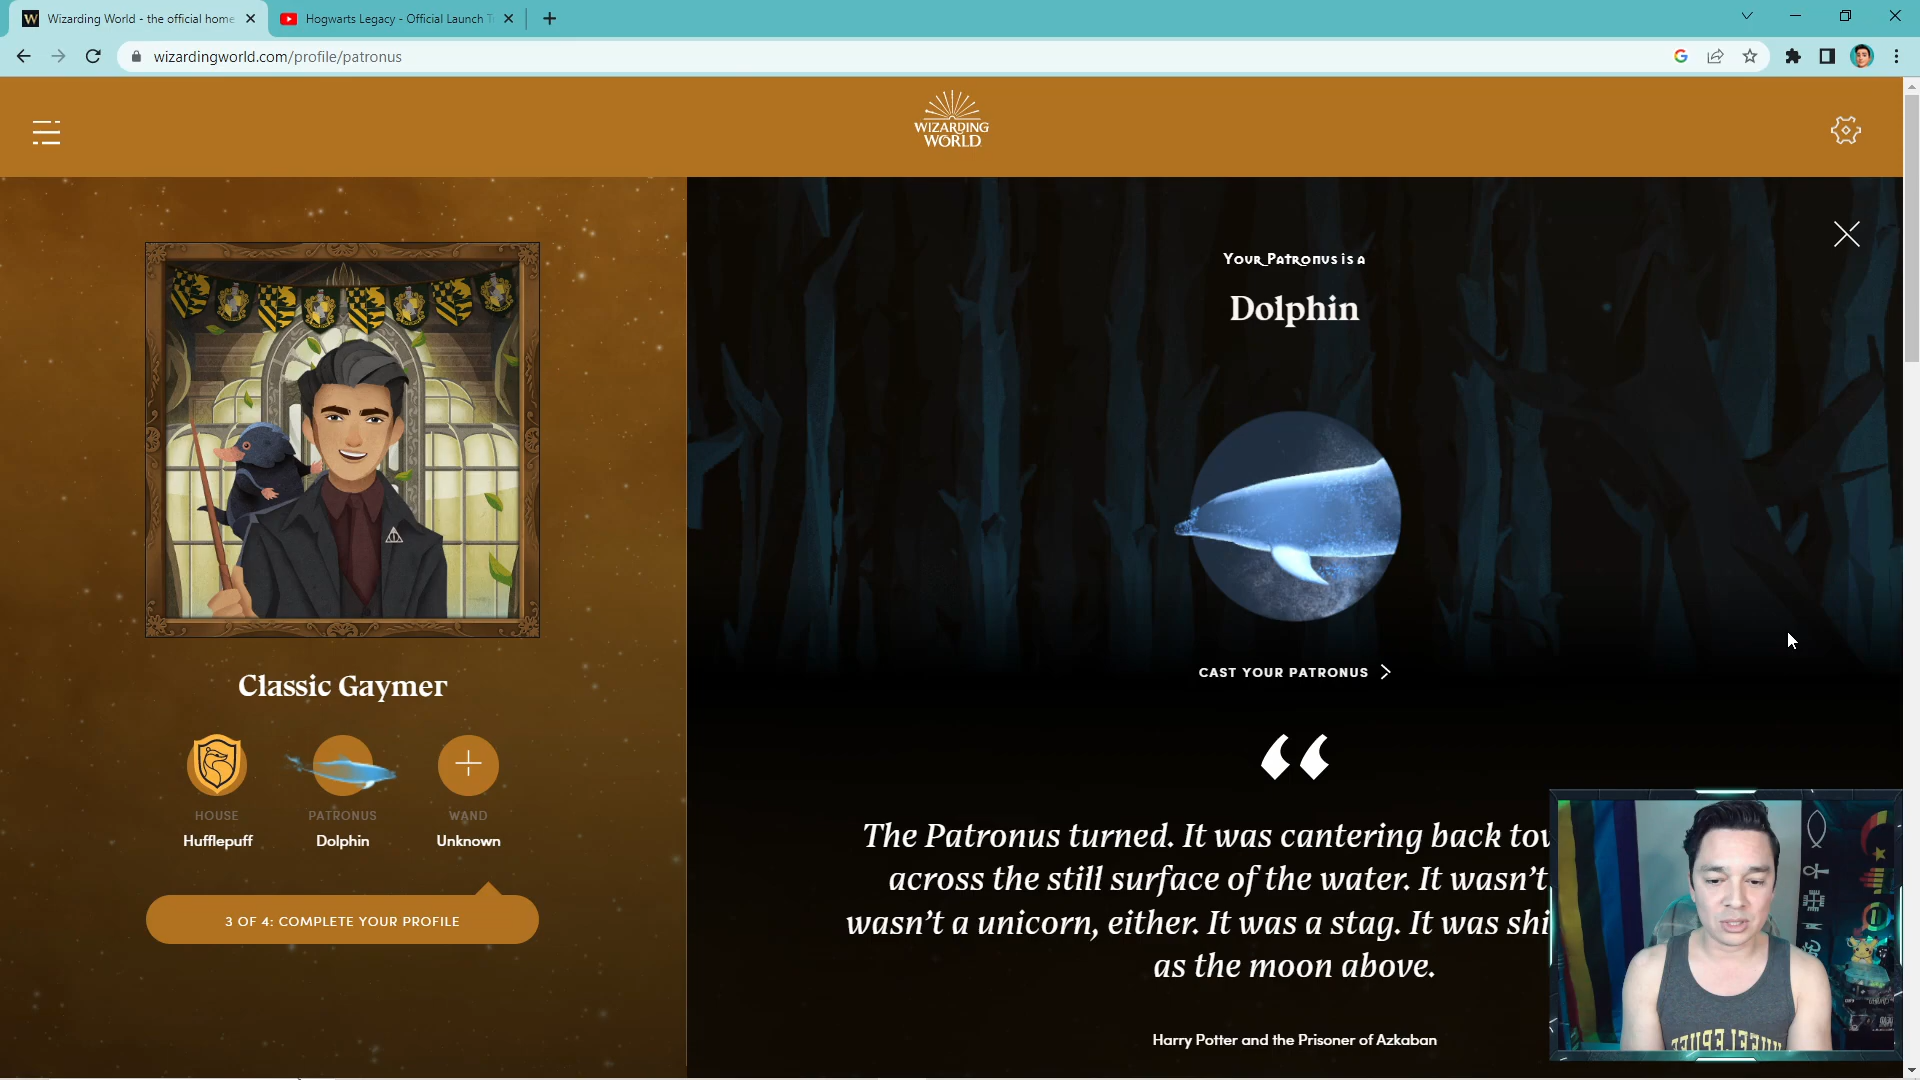 Wizarding World - the official home
Hogwarts Legacy - Official Launch T
wizardingworld.com/profile/patronus
WIZARDING
WORLD
Your Patronus is a
Dolphin
CAST YOUR PATRONUS
Classic Gaymer
HOUSE
Hufflepuff
PATRONUS
Dolphin
WAND
Unknown
3 OF 4: COMPLETE YOUR PROFILE
“
The Patronus turned. It was cantering back tow
across the still surface of the water. It wasn’t
wasn’t a unicorn, either. It was a stag. It was shi
as the moon above.
Harry Potter and the Prisoner of Azkaban